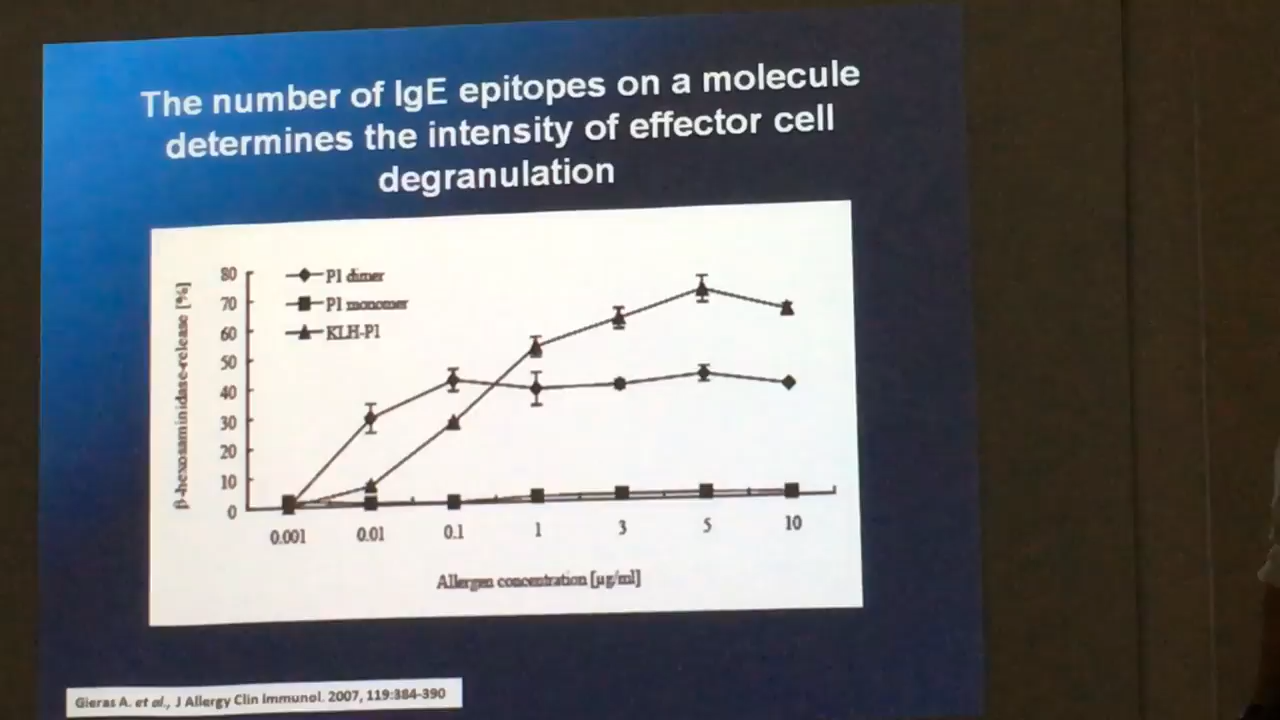 The number of IgE epitopes on a molecule
determines the intensity of effector cell
degranulation
β-hexosaminidase-release [%]
80
70
60
50
40
30
20
10
0
P1 dimer
P1 monomer
KLH-P1
0.001 0.01 0.1 1 3 5 10
Allergen concentration [µg/ml]
Gieras A. et al., J Allergy Clin Immunol. 2007, 119:384-390